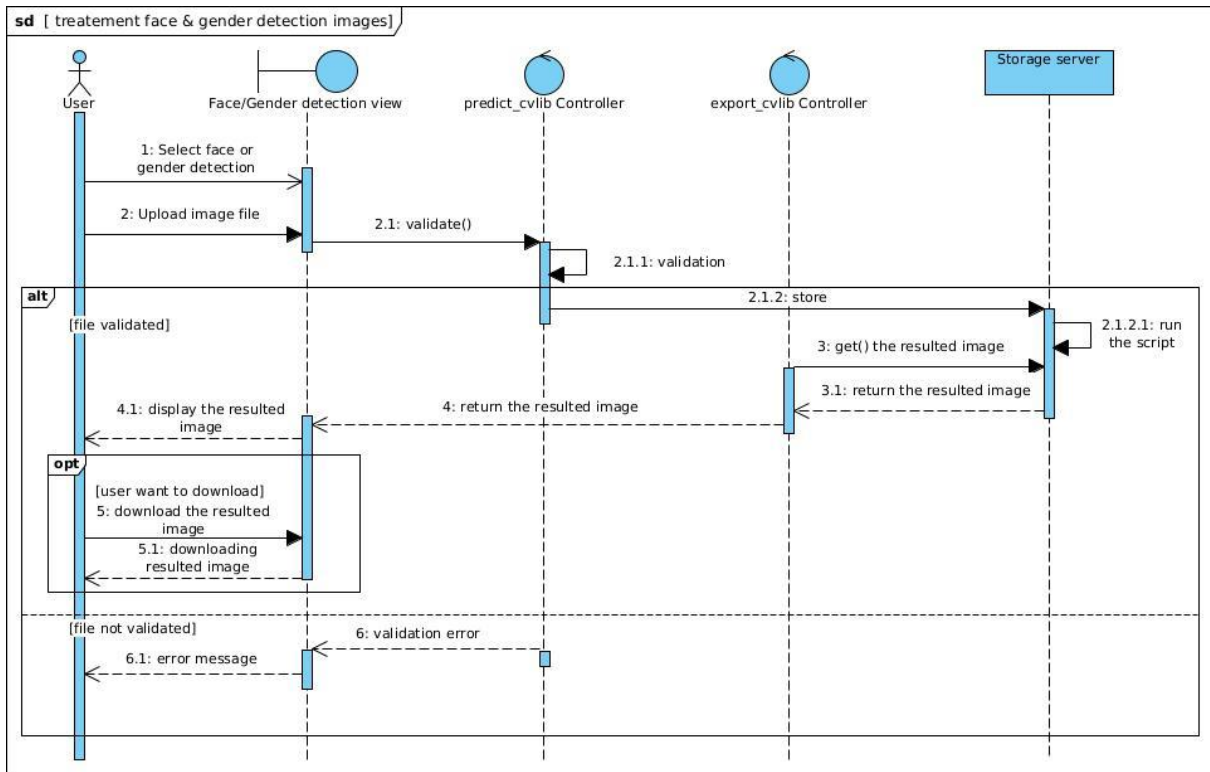 sd [ treatement face & gender detection images]
User
Face/Gender detection view
predict_cvlib Controller
export_cvlib Controller
Storage server
1: Select face or
gender detection
2: Upload image file
2.1: validate()
2.1.1: validation
alt
2.1.2: store
[file validated]
2.1.2.1: run
the script
3: get() the resulted image
3.1: return the resulted image
4: return the resulted image
4.1: display the resulted
image
opt
[user want to download]
5: download the resulted
image
5.1: downloading
resulted image
[file not validated]
6: validation error
6.1: error message